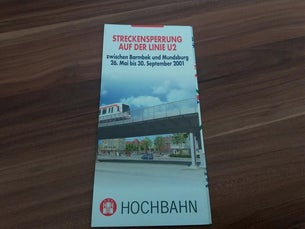 STRECKENSPERRUNG
AUF DER LINIE U2
zwischen Barmbek und Mundsburg
26. Mai bis 30. September 2001
HOCHBAHN